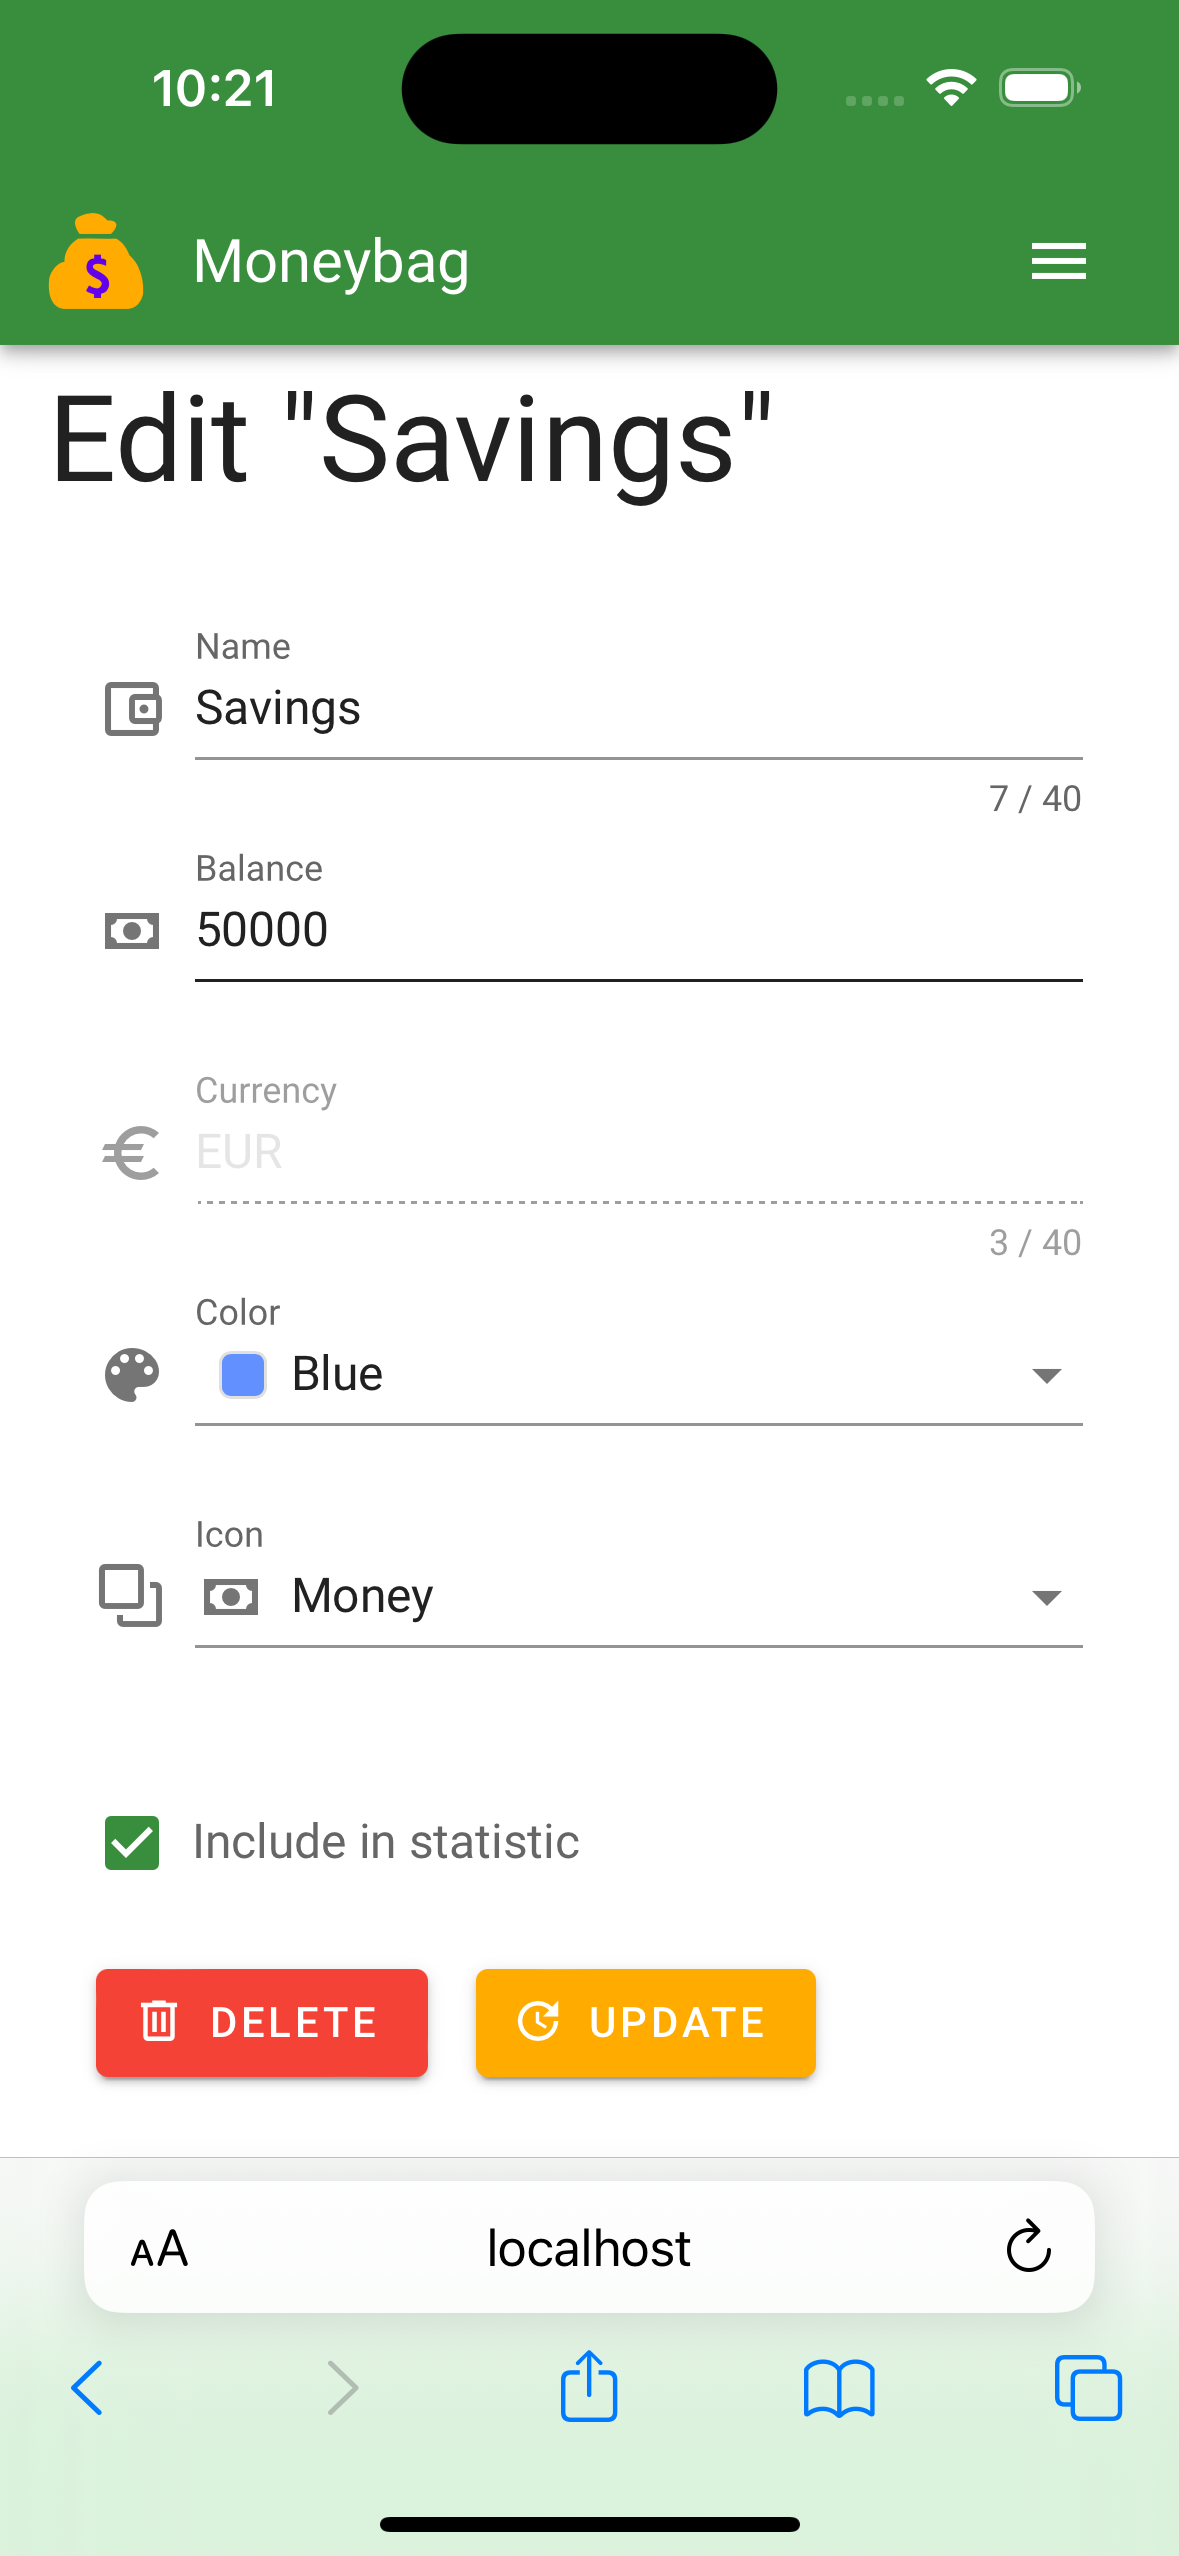 10:21
$ Moneybag
Edit "Savings"
Name
Savings
7 / 40
Balance
50000
Currency
€ EUR
3 / 40
Color
Blue
Icon
Money
Include in statistic
DELETE UPDATE
AA localhost